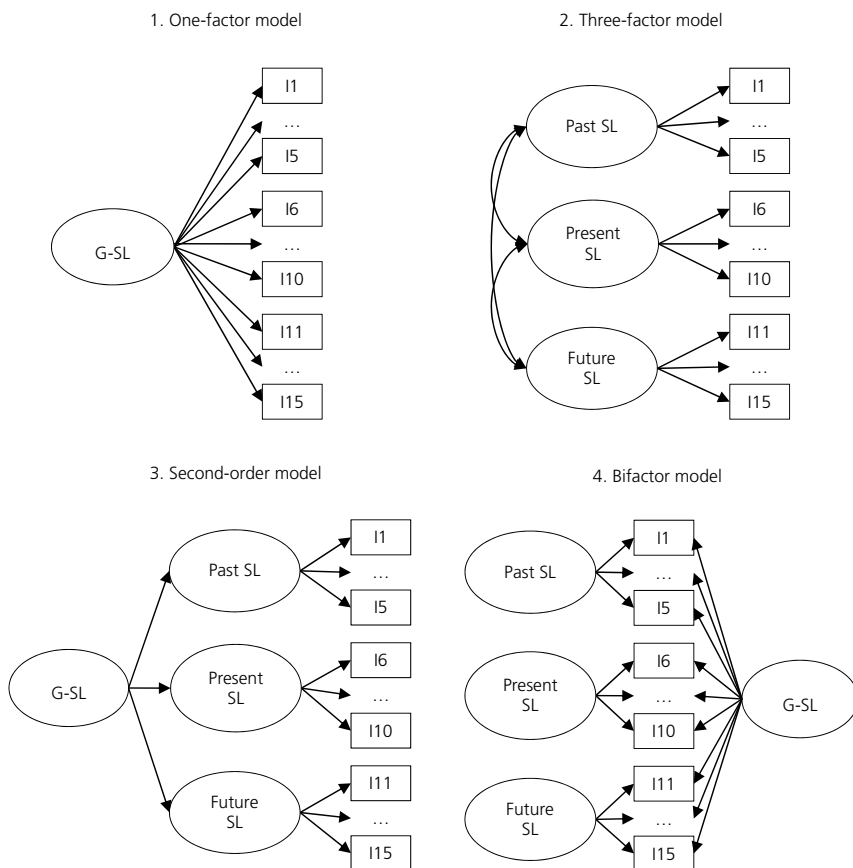 1. One-factor model
G-SL
I1
...
I5
I6
...
I10
I11
...
I15
2. Three-factor model
Past SL
Present
SL
Future
SL
I1
...
I5
I6
...
I10
I11
...
I15
3. Second-order model
G-SL
Past SL
Present
SL
Future
SL
I1
...
I5
I6
...
I10
I11
...
I15
4. Bifactor model
Past SL
Present
SL
Future
SL
I1
...
I5
I6
...
I10
I11
...
I15
G-SL